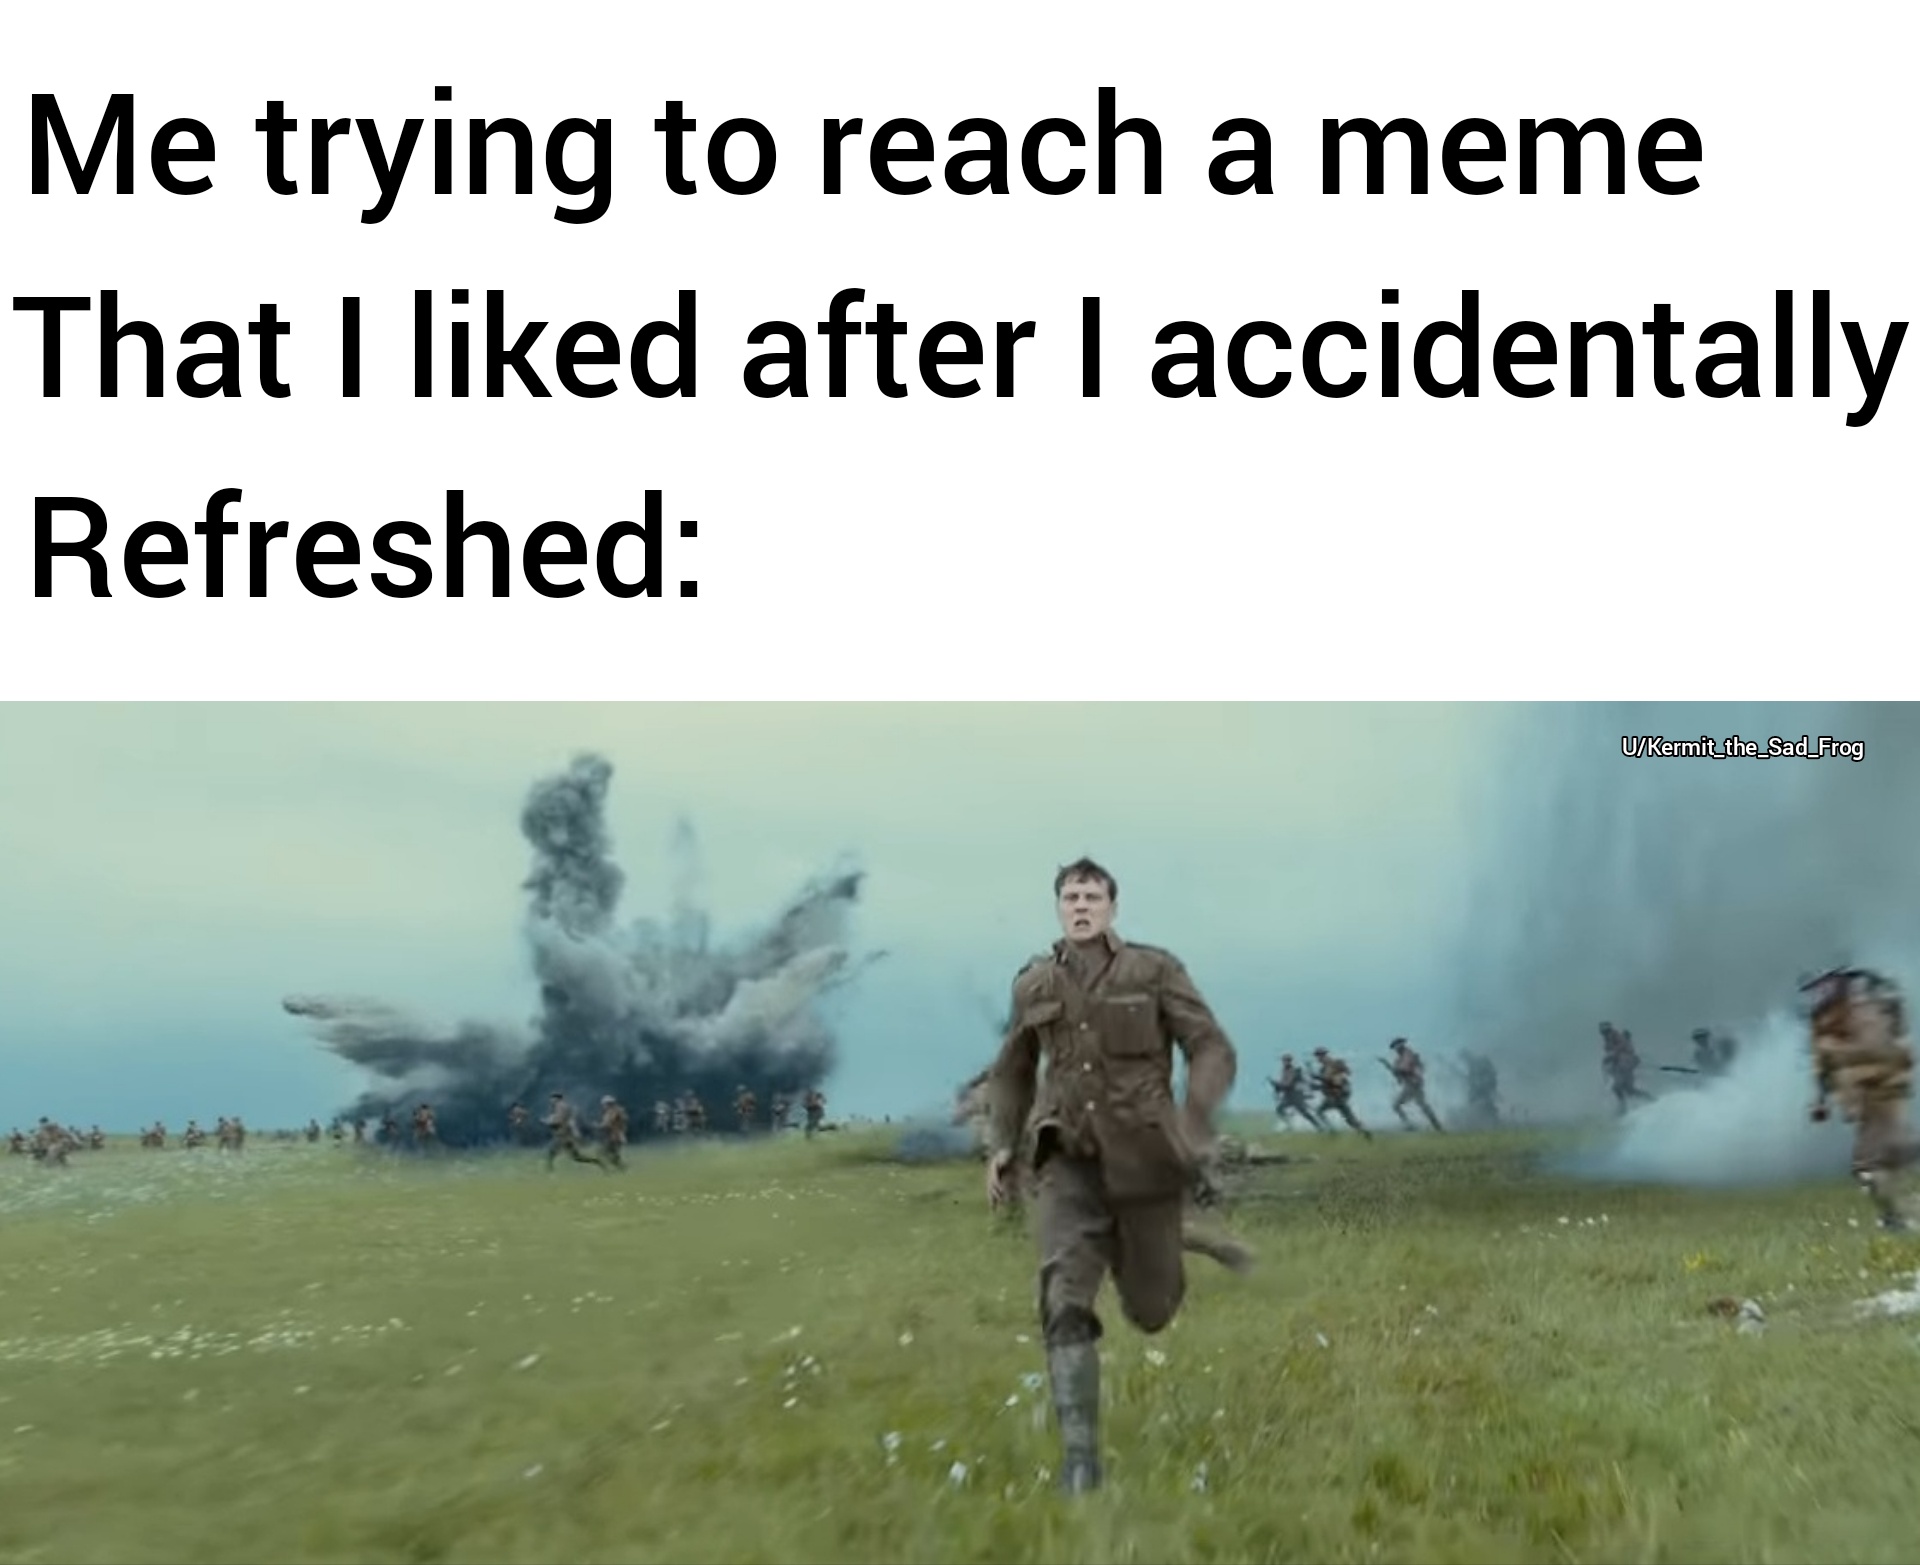 Me trying to reach a meme
That I liked after I accidentally
Refreshed:
U/Kermit_the_Sad_Frog